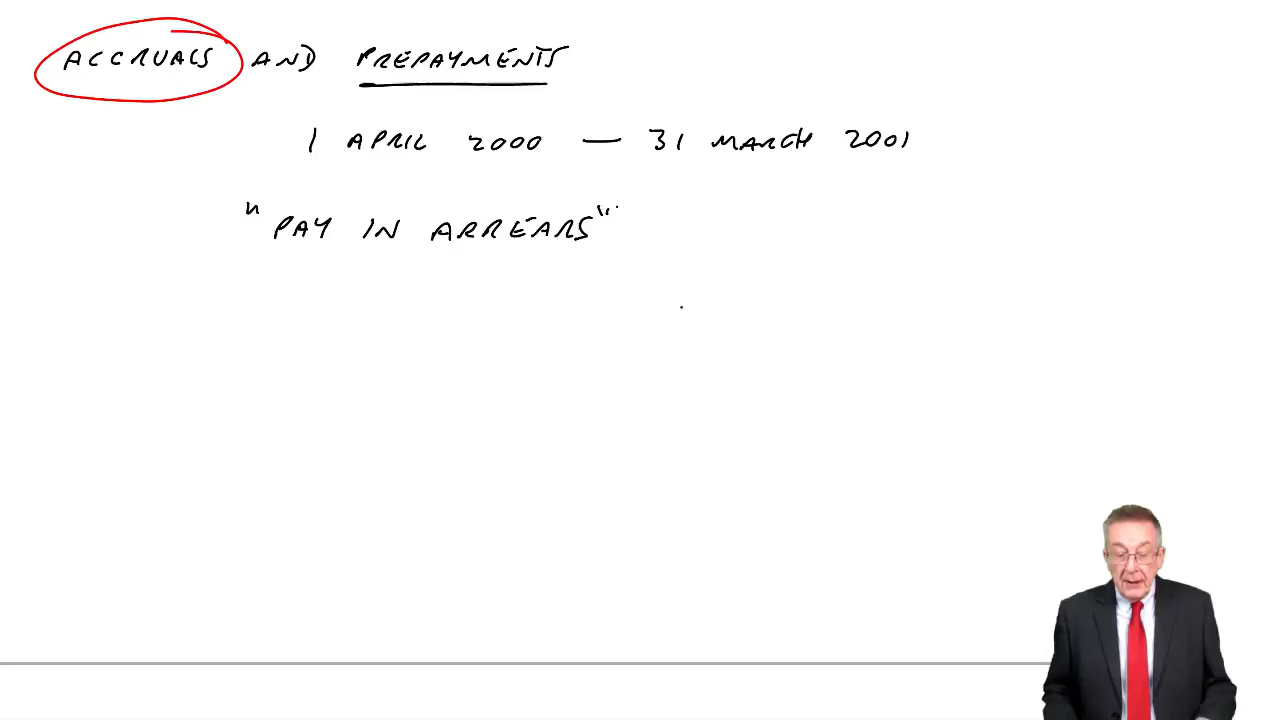 ACCRUALS AND PREPAYMENTS
1 APRIL 2000 — 31 MARCH 2001
"PAY IN ARREARS"